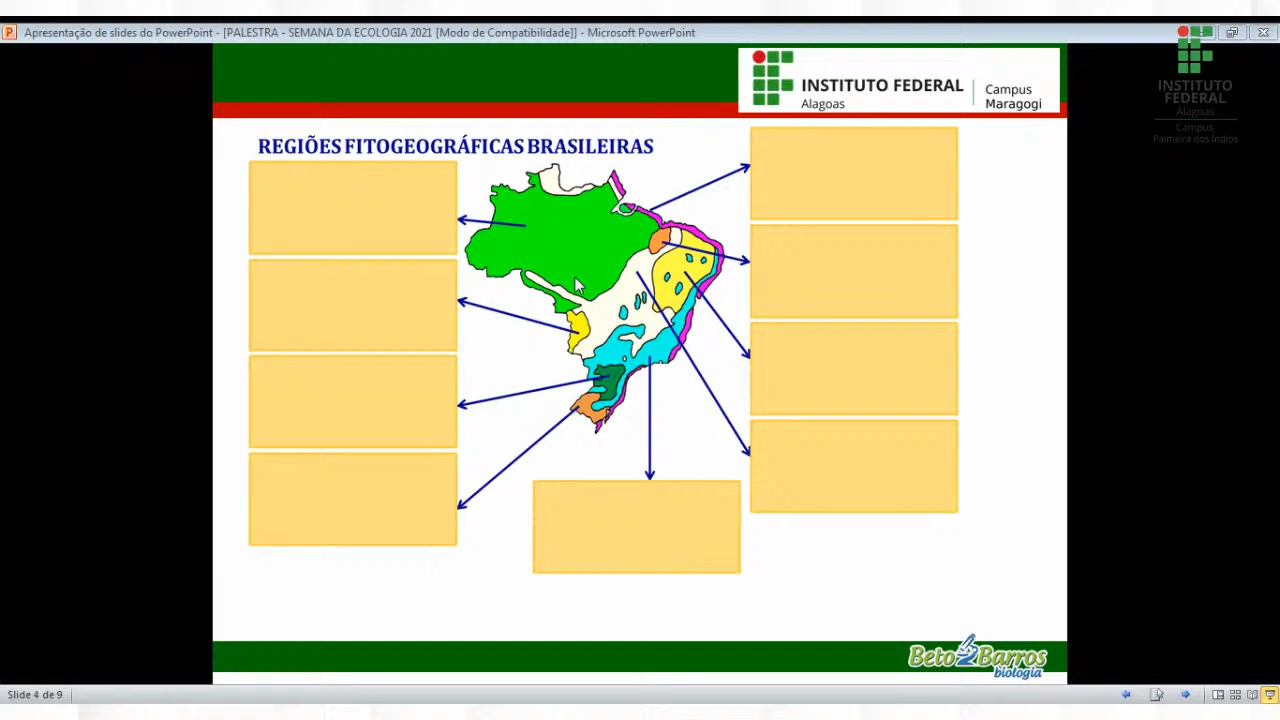 Apresentação de slides do PowerPoint - [PALESTRA - SEMANA DA ECOLOGIA 2021 [Modo de Compatibilidade]] - Microsoft PowerPoint
INSTITUTO FEDERAL
Alagoas
Campus
Maragogi
INSTITUTO
FEDERAL
Alagoas
Campus
Palmeira dos Índios
REGIÕES FITOGEOGRÁFICAS BRASILEIRAS
Beto Barros
biologia
Slide 4 de 9